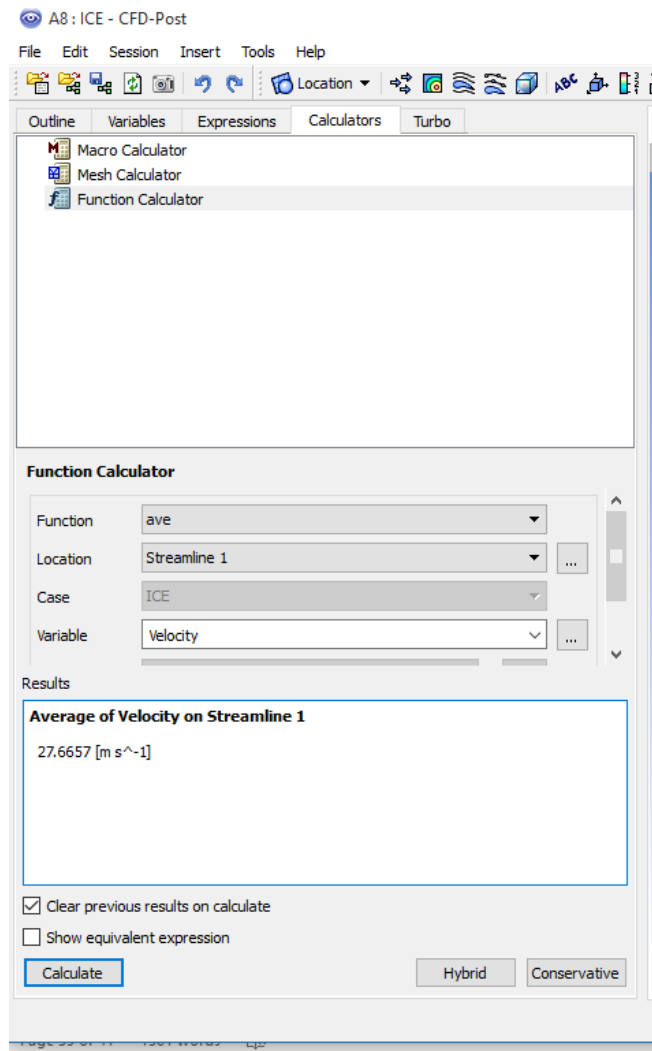 A8 : ICE - CFD-Post
File Edit Session Insert Tools Help
Location ABC
Outline Variables Expressions Calculators Turbo
M Macro Calculator
Mesh Calculator
f Function Calculator
Function Calculator
Function ave
Location Streamline 1 ...
Case ICE
Variable Velocity ...
Results
Average of Velocity on Streamline 1
27.6657 [m s^-1]
Clear previous results on calculate
Show equivalent expression
Calculate Hybrid Conservative